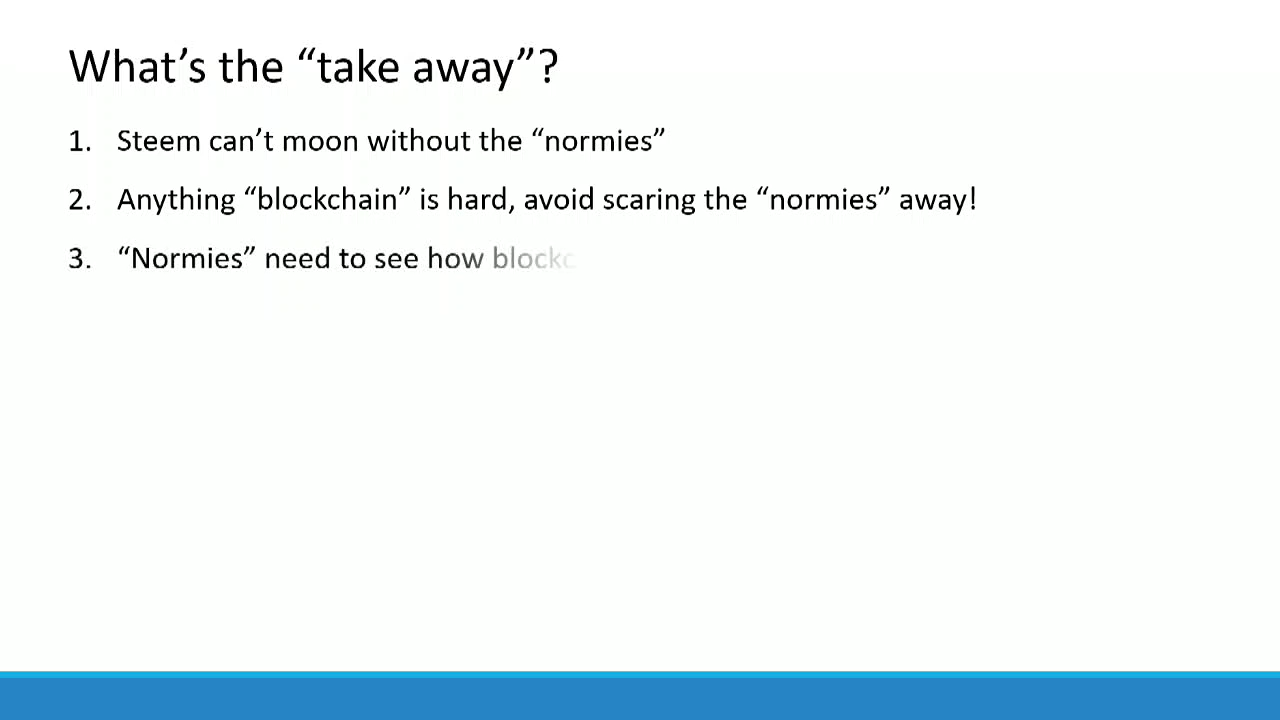 What’s the “take away”?
1. Steem can’t moon without the “normies”
2. Anything “blockchain” is hard, avoid scaring the “normies” away!
3. “Normies” need to see how blockc